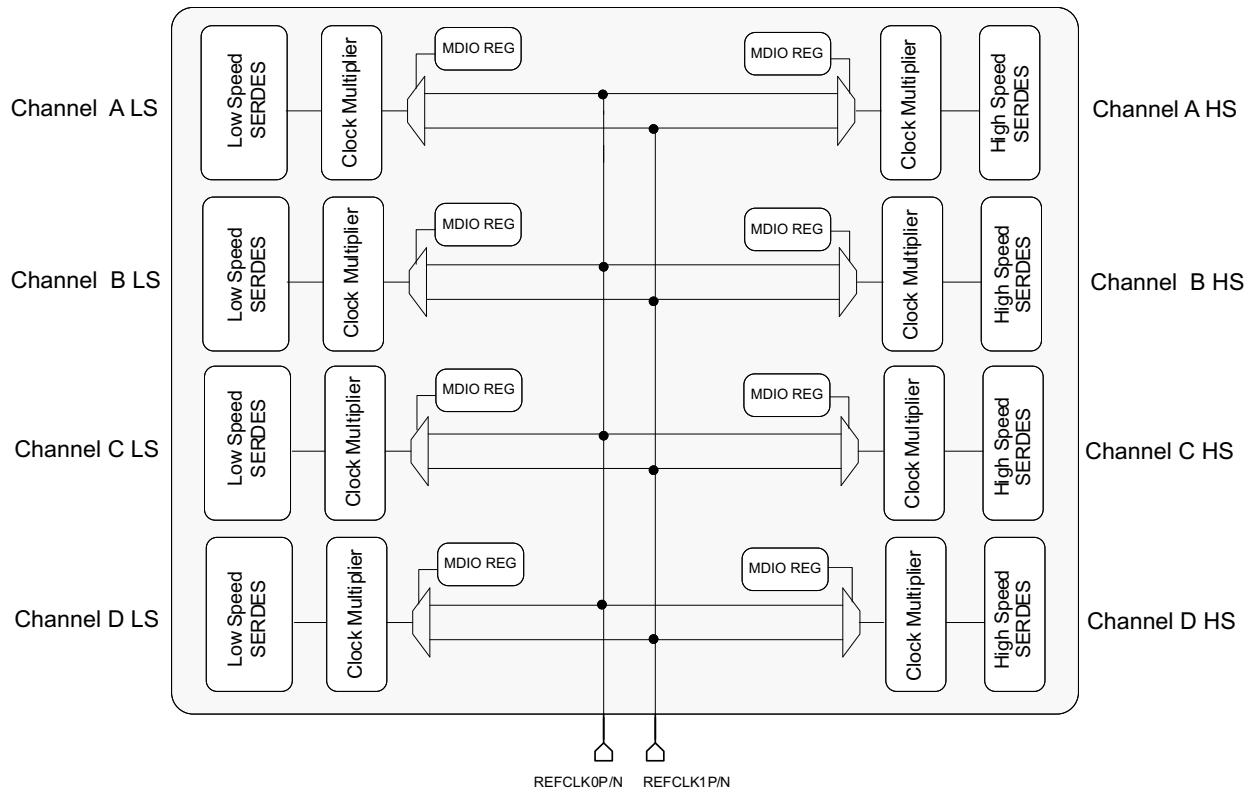 MDIO REG
MDIO REG
Low Speed
SERDES
Clock Multiplier
Clock Multiplier
High Speed
SERDES
Channel A LS
Channel A HS
MDIO REG
MDIO REG
Low Speed
SERDES
Clock Multiplier
Clock Multiplier
High Speed
SERDES
Channel B LS
Channel B HS
MDIO REG
MDIO REG
Low Speed
SERDES
Clock Multiplier
Clock Multiplier
High Speed
SERDES
Channel C LS
Channel C HS
MDIO REG
MDIO REG
Low Speed
SERDES
Clock Multiplier
Clock Multiplier
High Speed
SERDES
Channel D LS
Channel D HS
REFCLK0P/N
REFCLK1P/N